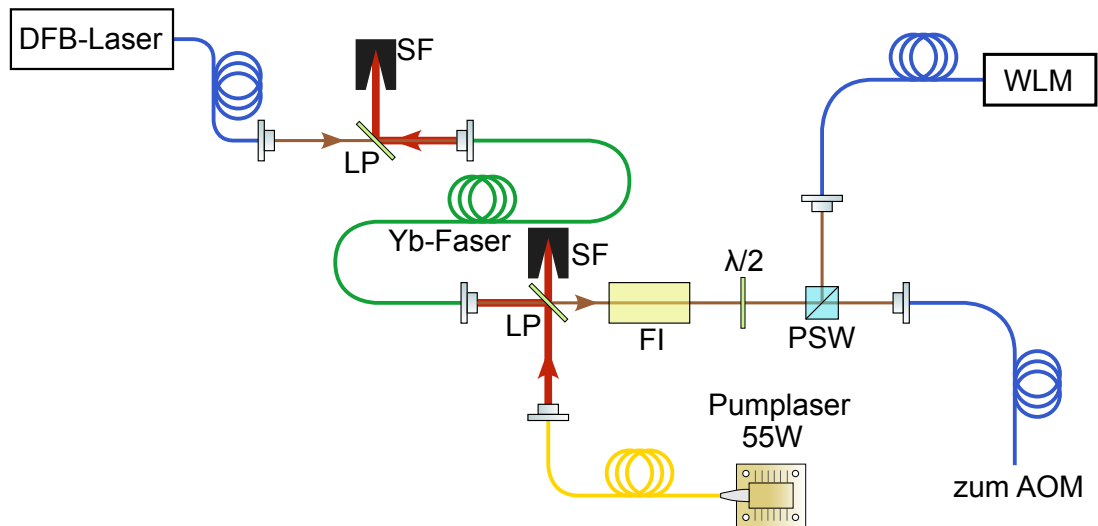 DFB-Laser
SF
WLM
LP
Yb-Faser
SF
λ/2
LP
FI
PSW
Pumplaser
55W
zum AOM